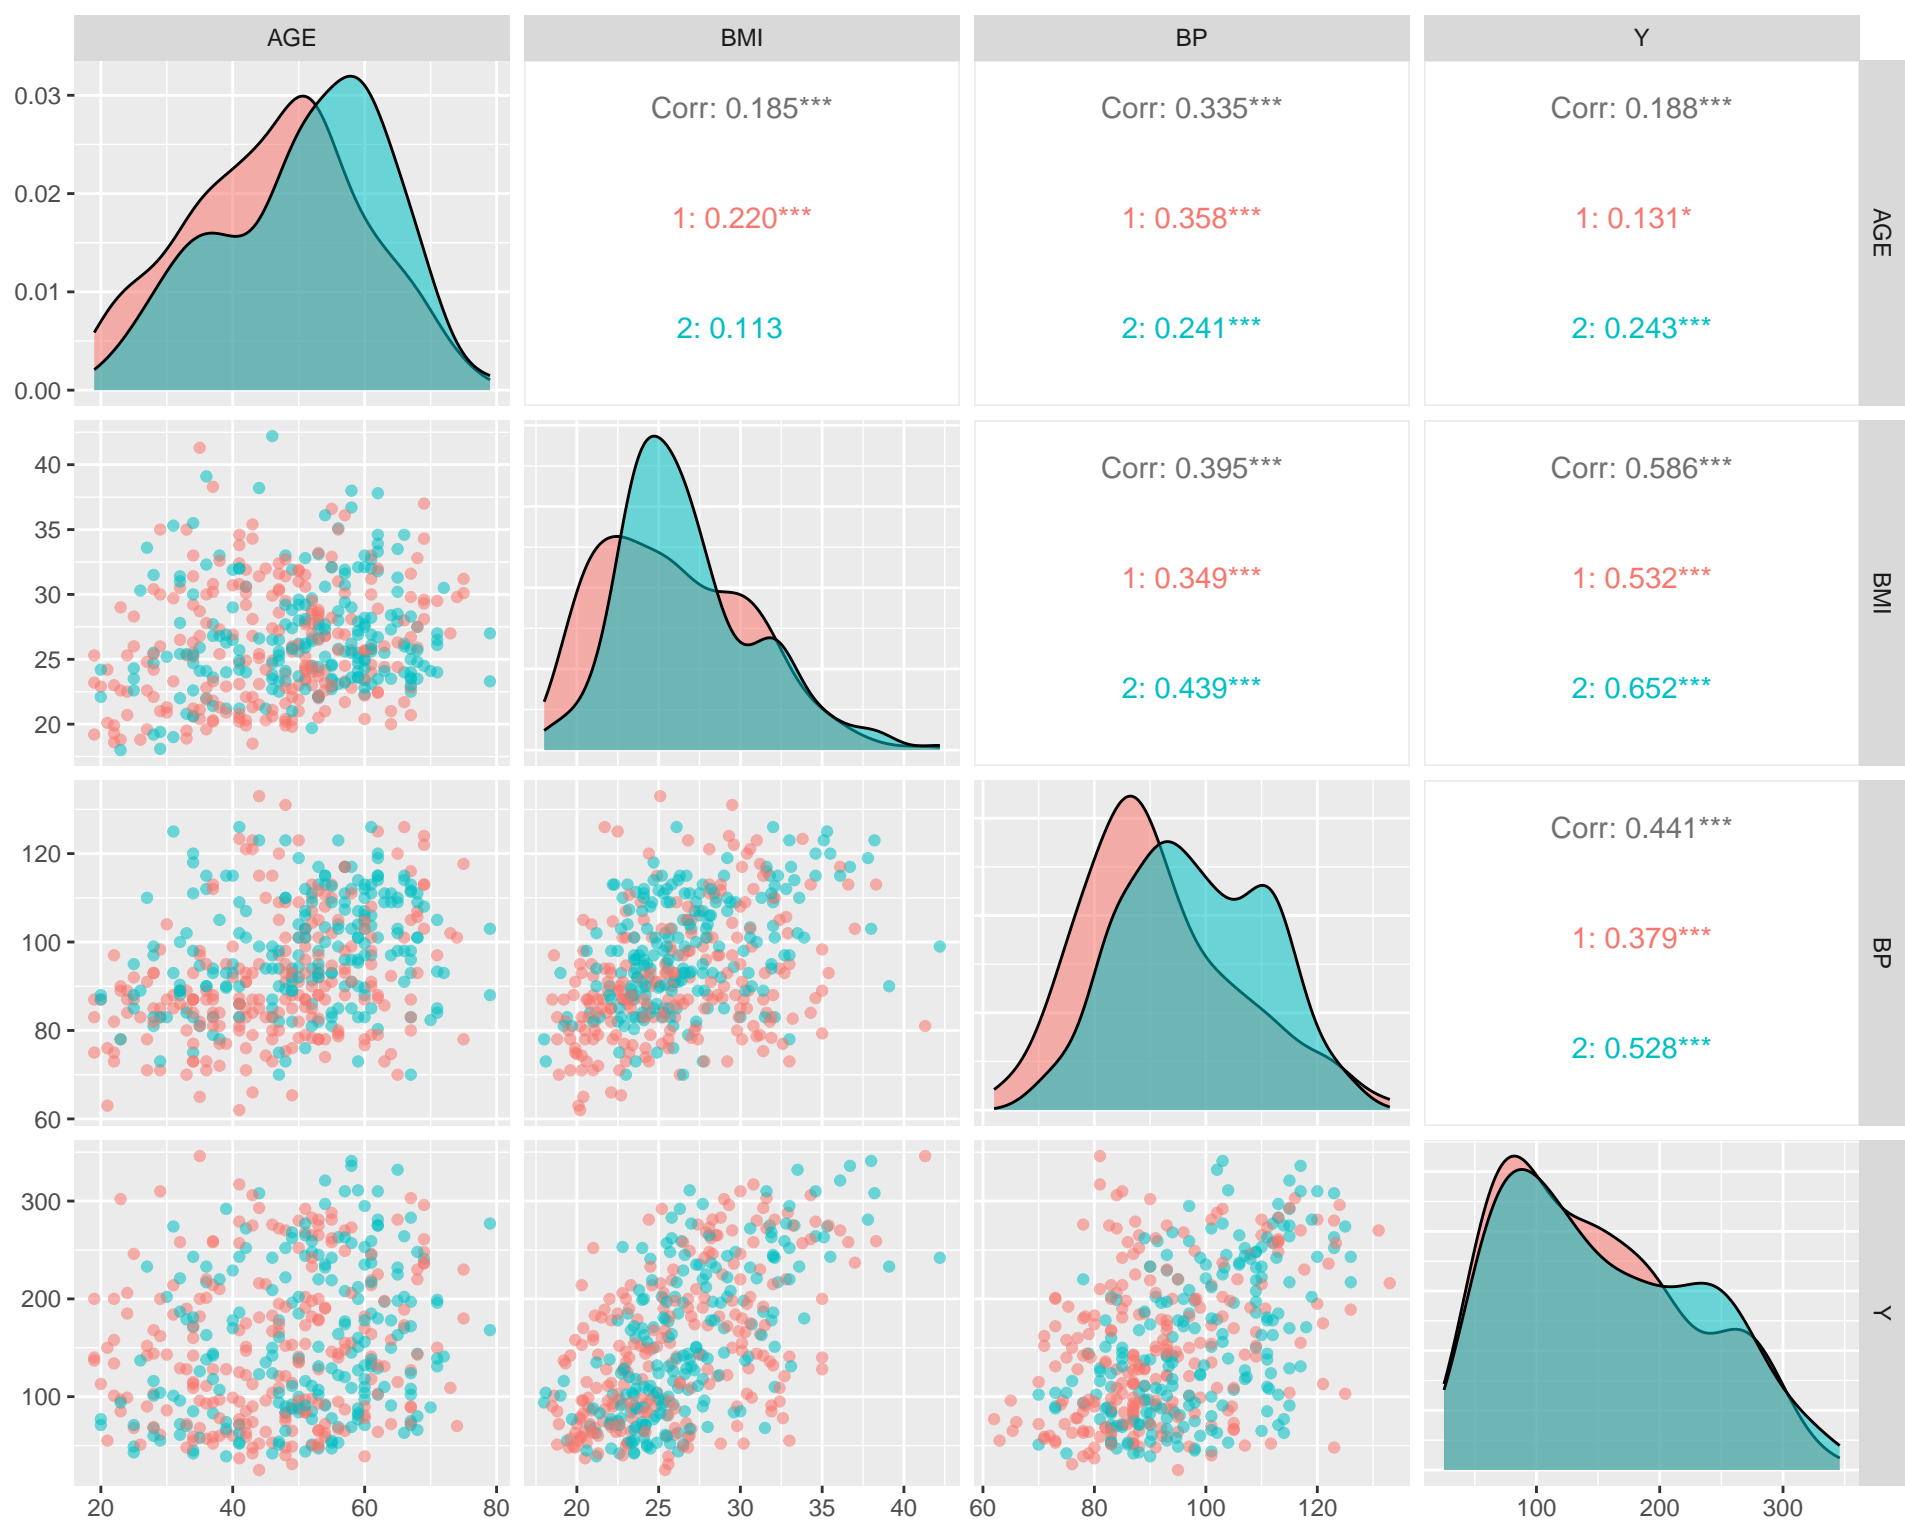 AGE BMI BP Y
0.03
0.02
0.01
0.00
Corr: 0.185***
1: 0.220***
2: 0.113
Corr: 0.335***
1: 0.358***
2: 0.241***
Corr: 0.188***
1: 0.131*
2: 0.243***
AGE
40
35
30
25
20
Corr: 0.395***
1: 0.349***
2: 0.439***
Corr: 0.586***
1: 0.532***
2: 0.652***
BMI
120
100
80
60
Corr: 0.441***
1: 0.379***
2: 0.528***
BP
300
200
100
Y
20 40 60 80
20 25 30 35 40
60 80 100 120
100 200 300